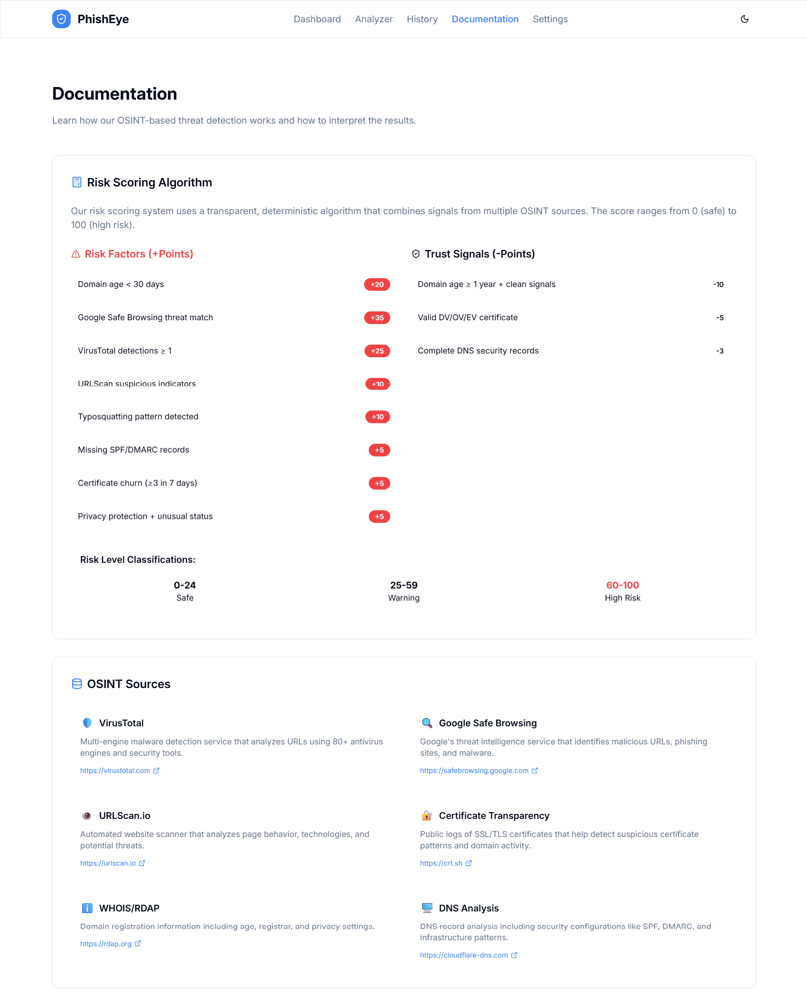 PhishEye
Dashboard
Analyzer
History
Documentation
Settings
Documentation
Learn how our OSINT-based threat detection works and how to interpret the results.
Risk Scoring Algorithm
Our risk scoring system uses a transparent, deterministic algorithm that combines signals from multiple OSINT sources. The score ranges from 0 (safe) to
100 (high risk).
Risk Factors (+Points)
Domain age < 30 days +20
Google Safe Browsing threat match +35
VirusTotal detections ≥ 1 +25
URLScan suspicious indicators +10
Typosquatting pattern detected +10
Missing SPF/DMARC records +5
Certificate churn (≥3 in 7 days) +5
Privacy protection + unusual status +5
Trust Signals (-Points)
Domain age ≥ 1 year + clean signals -10
Valid DV/OV/EV certificate -5
Complete DNS security records -3
Risk Level Classifications:
0-24
Safe
25-59
Warning
60-100
High Risk
OSINT Sources
VirusTotal
Multi-engine malware detection service that analyzes URLs using 80+ antivirus
engines and security tools.
https://virustotal.com
Google Safe Browsing
Google's threat intelligence service that identifies malicious URLs, phishing
sites, and malware.
https://safebrowsing.google.com
URLScan.io
Automated website scanner that analyzes page behavior, technologies, and
potential threats.
https://urlscan.io
Certificate Transparency
Public logs of SSL/TLS certificates that help detect suspicious certificate
patterns and domain activity.
https://crt.sh
WHOIS/RDAP
Domain registration information including age, registrar, and privacy settings.
https://rdap.org
DNS Analysis
DNS record analysis including security configurations like SPF, DMARC, and
infrastructure patterns.
https://cloudflare-dns.com